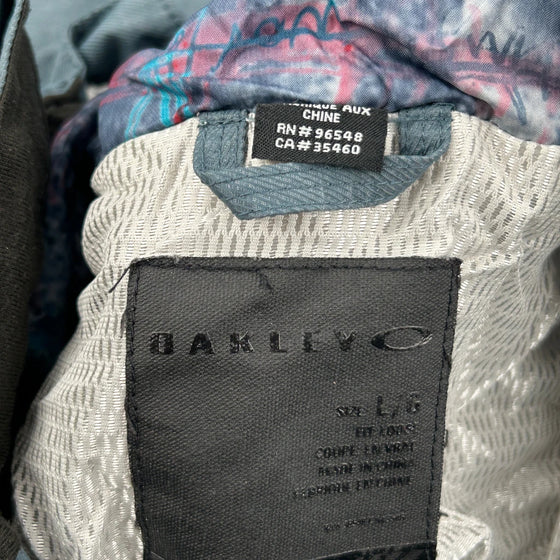 FABRIQUE AUX
CHINE
RN# 96548
CA# 35460
OAKLEY
SIZE L/G
FIT LOOSE
COUPE EN VRAC
MADE IN CHINA
FABRIQUE EN CHINE